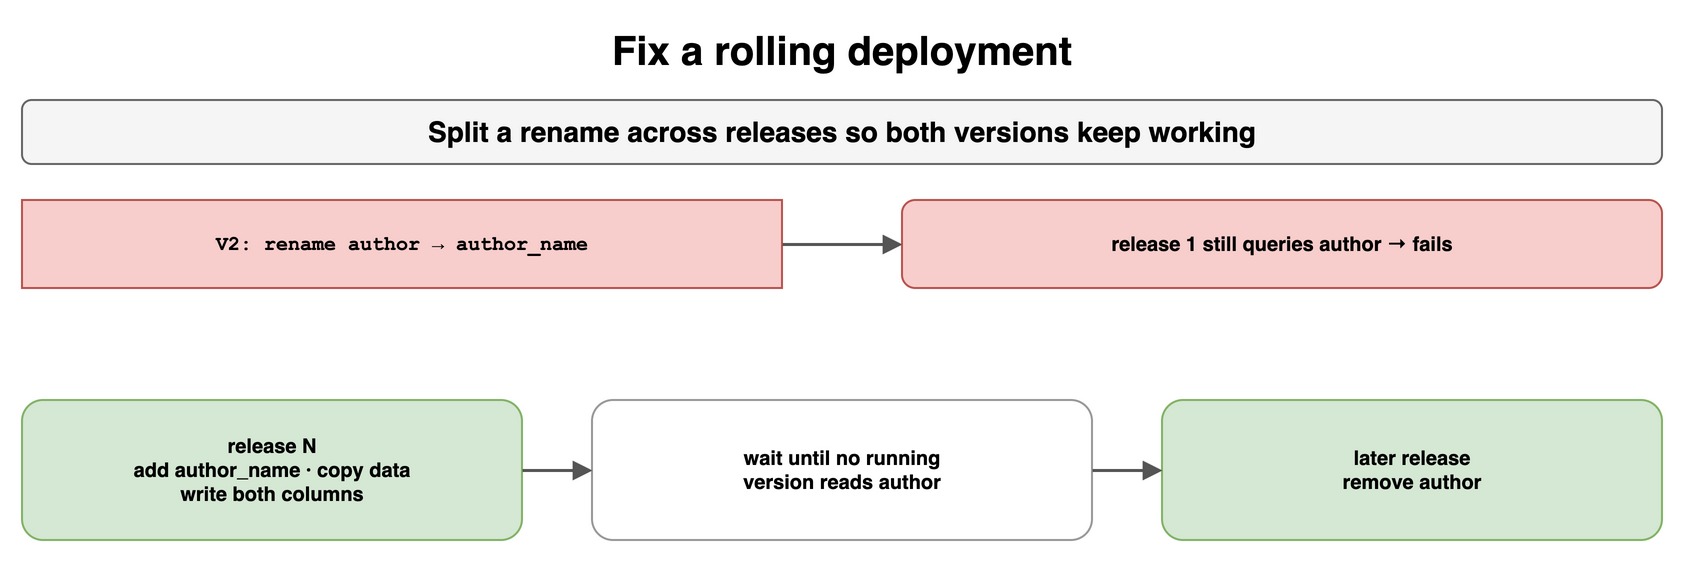 Fix a rolling deployment
Split a rename across releases so both versions keep working
V2: rename author → author_name
release 1 still queries author → fails
release N
add author_name · copy data
write both columns
wait until no running
version reads author
later release
remove author